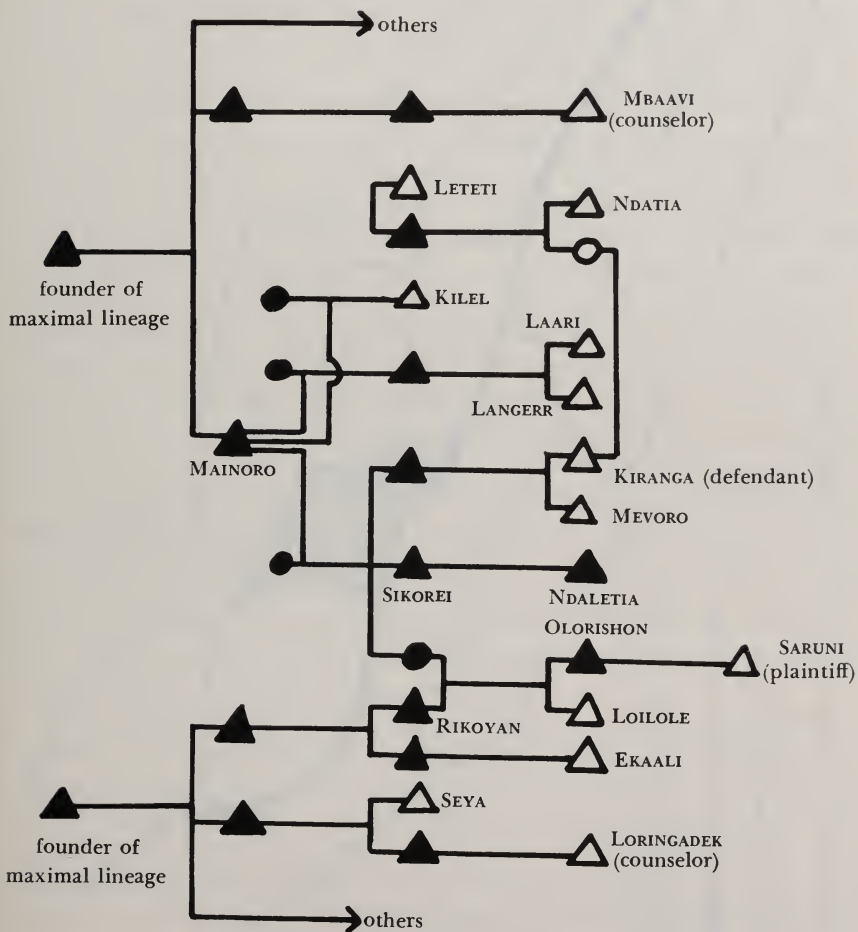 others
MBAAVI
(counselor)
LETETI
NDATIA
founder of
maximal lineage
KILEL
LAARI
LANGERR
MAINORO
KIRANGA (defendant)
MEVORO
SIKOREI
NDALETIA
OLORISHON
SARUNI
(plaintiff)
RIKOYAN
LOILOLE
EKAALI
SEYA
founder of
maximal lineage
LORINGADEK
(counselor)
others